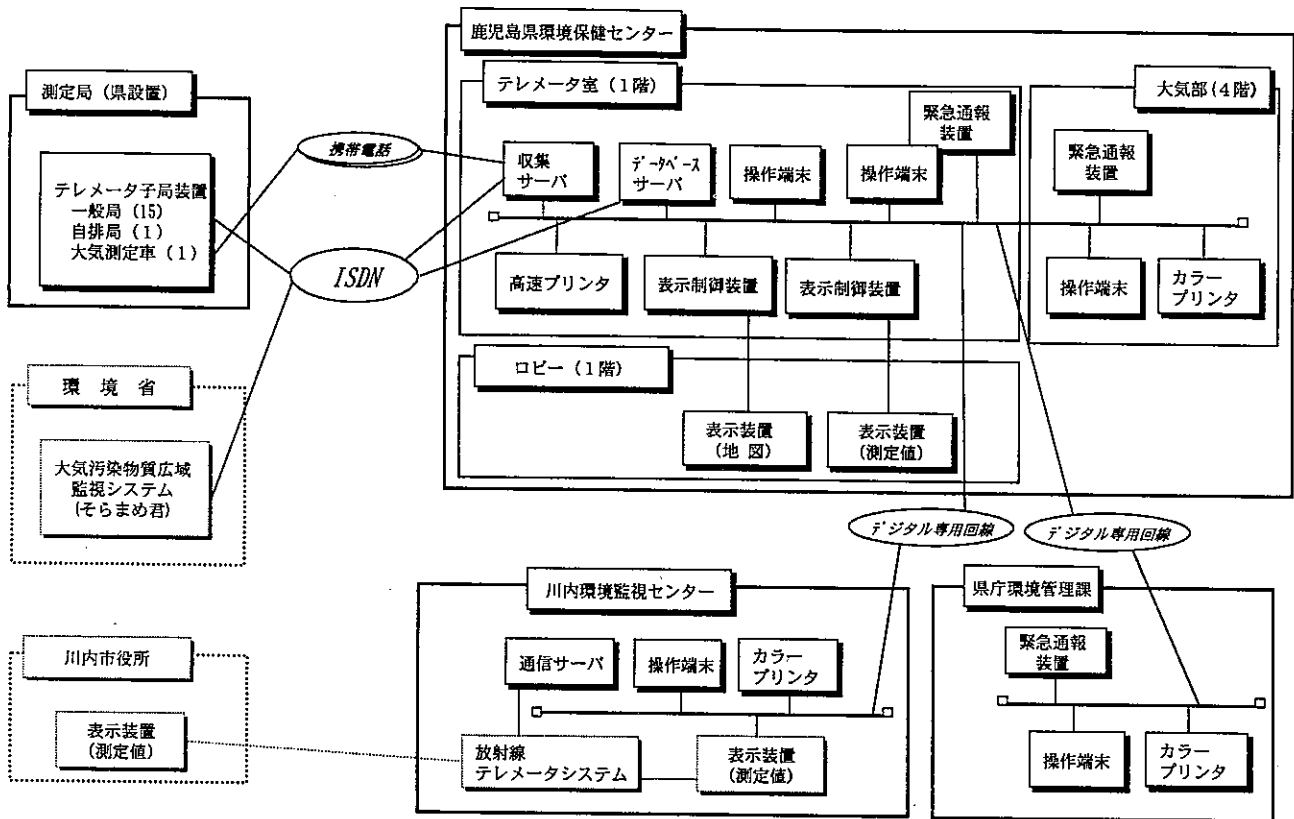 鹿児島県環境保健センター
測定局(県設置)
テレメータ子局装置
一般局(15)
自排局(1)
大気測定車(1)
携帯電話
ISDN
テレメータ室(1階)
収集
サーバ
データベース
サーバ
操作端末
操作端末
緊急通報
装置
高速プリンタ
表示制御装置
表示制御装置
大気部(4階)
緊急通報
装置
操作端末
カラー
プリンタ
ロビー(1階)
表示装置
(地 図)
表示装置
(測定値)
環 境 省
大気汚染物質広域
監視システム
(そらまめ君)
デジタル専用回線
デジタル専用回線
川内市役所
表示装置
(測定値)
川内環境監視センター
通信サーバ
操作端末
カラー
プリンタ
放射線
テレメータシステム
表示装置
(測定値)
県庁環境管理課
緊急通報
装置
操作端末
カラー
プリンタ